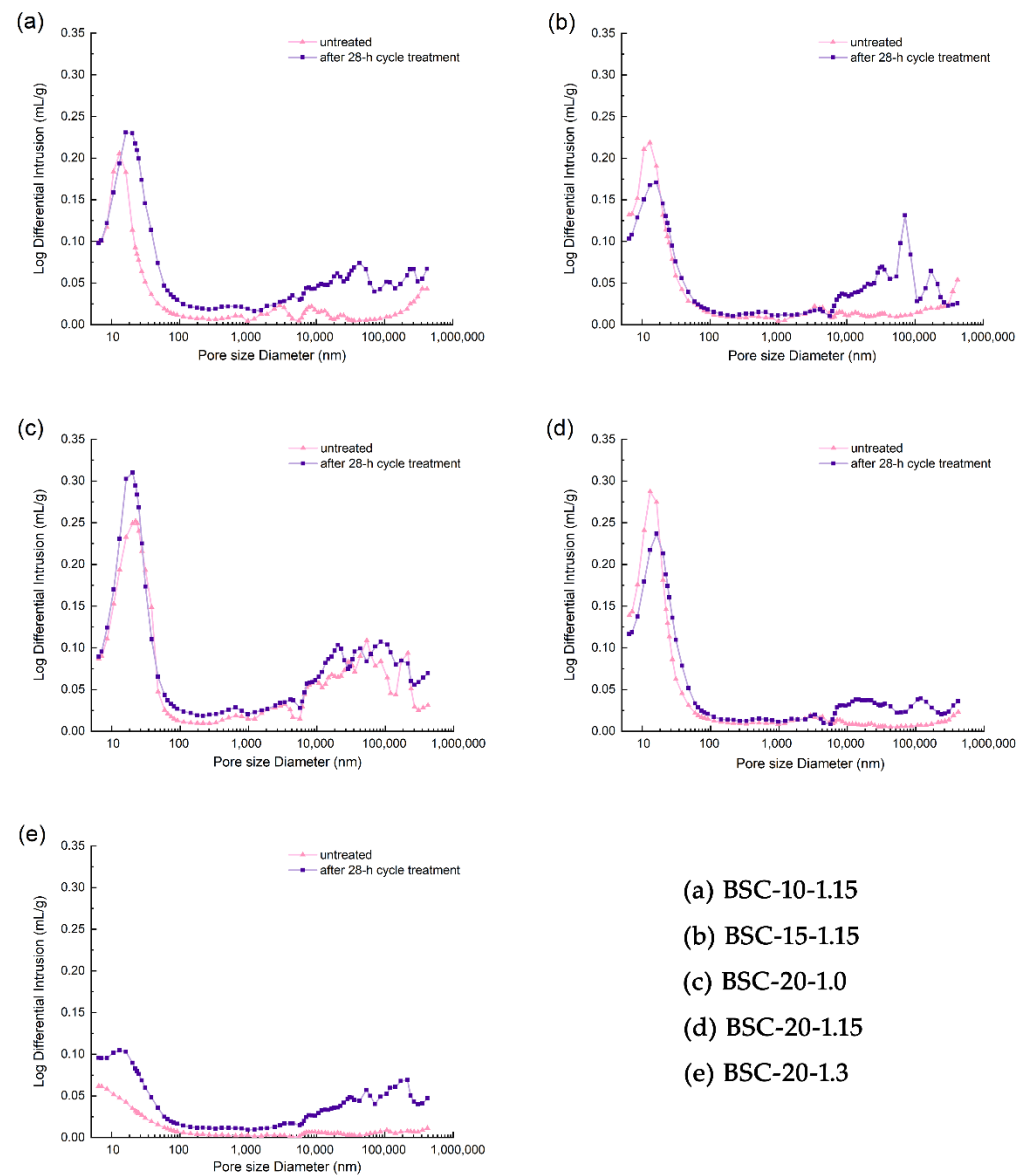 (a)
untreated
after 28-h cycle treatment
Log Differential Intrusion (mL/g)
0.35
0.30
0.25
0.20
0.15
0.10
0.05
0.00
10
100
1,000
10,000
100,000
1,000,000
Pore size Diameter (nm)
(b)
untreated
after 28-h cycle treatment
Log Differential Intrusion (mL/g)
0.35
0.30
0.25
0.20
0.15
0.10
0.05
0.00
10
100
1,000
10,000
100,000
1,000,000
Pore size Diameter (nm)
(c)
untreated
after 28-h cycle treatment
Log Differential Intrusion (mL/g)
0.35
0.30
0.25
0.20
0.15
0.10
0.05
0.00
10
100
1,000
10,000
100,000
1,000,000
Pore size Diameter (nm)
(d)
untreated
after 28-h cycle treatment
Log Differential Intrusion (mL/g)
0.35
0.30
0.25
0.20
0.15
0.10
0.05
0.00
10
100
1,000
10,000
100,000
1,000,000
Pore size Diameter (nm)
(e)
untreated
after 28-h cycle treatment
Log Differential Intrusion (mL/g)
0.35
0.30
0.25
0.20
0.15
0.10
0.05
0.00
10
100
1,000
10,000
100,000
1,000,000
Pore size Diameter (nm)
(a) BSC-10-1.15
(b) BSC-15-1.15
(c) BSC-20-1.0
(d) BSC-20-1.15
(e) BSC-20-1.3